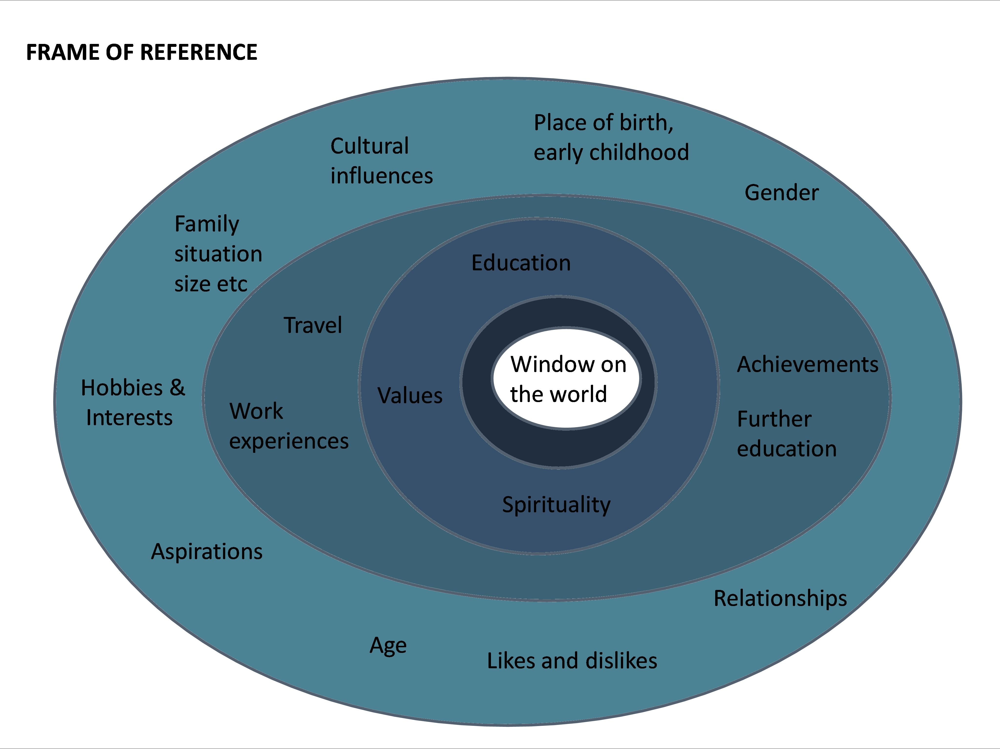 FRAME OF REFERENCE
Place of birth,
early childhood
Cultural
influences
Gender
Family
situation
size etc
Education
Travel
Window on
the world
Achievements
Hobbies &
Interests
Values
Work
experiences
Further
education
Spirituality
Aspirations
Relationships
Age
Likes and dislikes